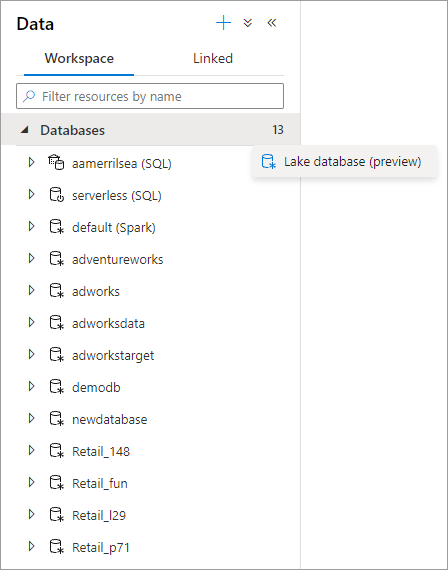 Data
Workspace Linked
Filter resources by name
Databases 13
aamerrilsea (SQL)
Lake database (preview)
serverless (SQL)
default (Spark)
adventureworks
adworks
adworksdata
adworkstarget
demodb
newdatabase
Retail_148
Retail_fun
Retail_l29
Retail_p71